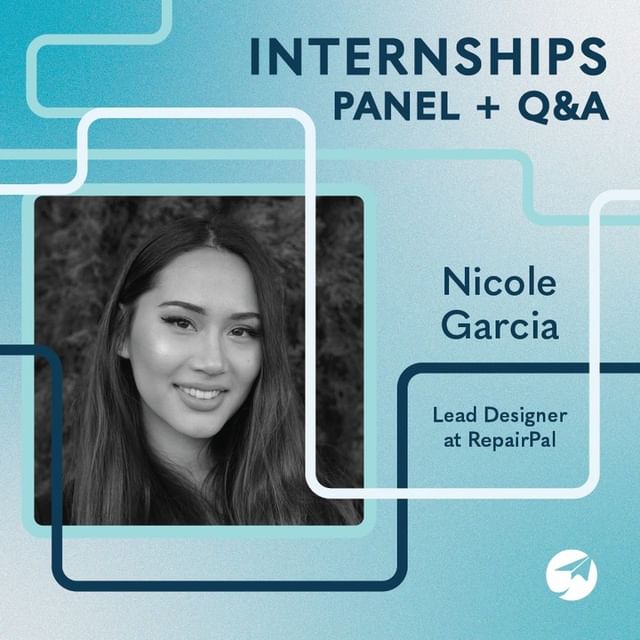 INTERNSHIPS
PANEL + Q&A
Nicole
Garcia
Lead Designer
at RepairPal